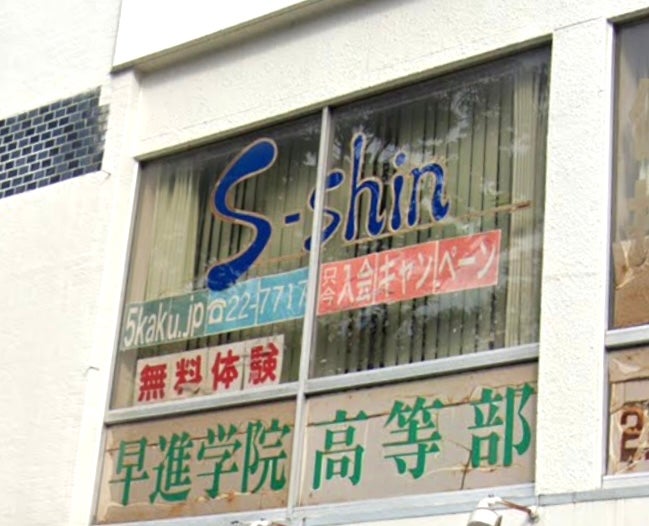 S-shin
只今入会キャンペーン
5kaku.jp ☎22-7717
無料体験
早進学院 高等部